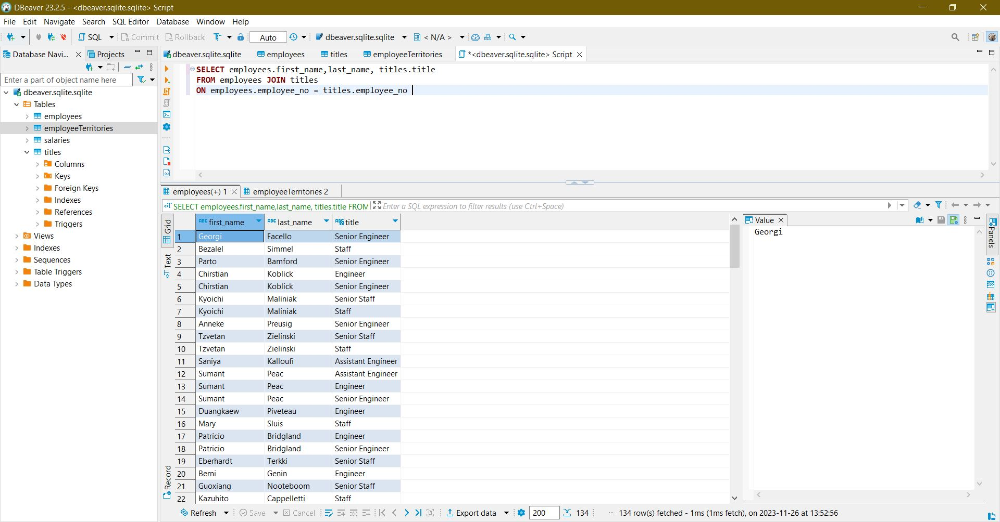 DBeaver 23.2.5 - <dbeaver.sqlite.sqlite> Script
File Edit Navigate Search SQL Editor Database Window Help
SQL Commit Rollback Auto dbeaver.sqlite.sqlite < N/A >
Database Navi... Projects
dbeaver.sqlite.sqlite employees titles employeeTerritories *<dbeaver.sqlite.sqlite> Script
Enter a part of object name here
dbeaver.sqlite.sqlite
Tables
employees
employeeTerritories
salaries
titles
Columns
Keys
Foreign Keys
Indexes
References
Triggers
Views
Indexes
Sequences
Table Triggers
Data Types
SELECT employees.first_name,last_name, titles.title
FROM employees JOIN titles
ON employees.employee_no = titles.employee_no
employees(+) 1 employeeTerritories 2
SELECT employees.first_name,last_name, titles.title FROM Enter a SQL expression to filter results (use Ctrl+Space)
Grid
Text
Record
first_name last_name title
1 Georgi Facello Senior Engineer
2 Bezalel Simmel Staff
3 Parto Bamford Senior Engineer
4 Chirstian Koblick Engineer
5 Chirstian Koblick Senior Engineer
6 Kyoichi Maliniak Senior Staff
7 Kyoichi Maliniak Staff
8 Anneke Preusig Senior Engineer
9 Tzvetan Zielinski Senior Staff
10 Tzvetan Zielinski Staff
11 Saniya Kalloufi Assistant Engineer
12 Sumant Peac Assistant Engineer
13 Sumant Peac Engineer
14 Sumant Peac Senior Engineer
15 Duangkaew Piveteau Engineer
16 Mary Sluis Staff
17 Patricio Bridgland Engineer
18 Patricio Bridgland Senior Engineer
19 Eberhardt Terkki Senior Staff
20 Berni Genin Engineer
21 Guoxiang Nooteboom Senior Staff
22 Kazuhito Cappelletti Staff
Value
Georgi
Panels
Refresh Save Cancel Export data 200 134 134 row(s) fetched - 1ms (1ms fetch), on 2023-11-26 at 13:52:56